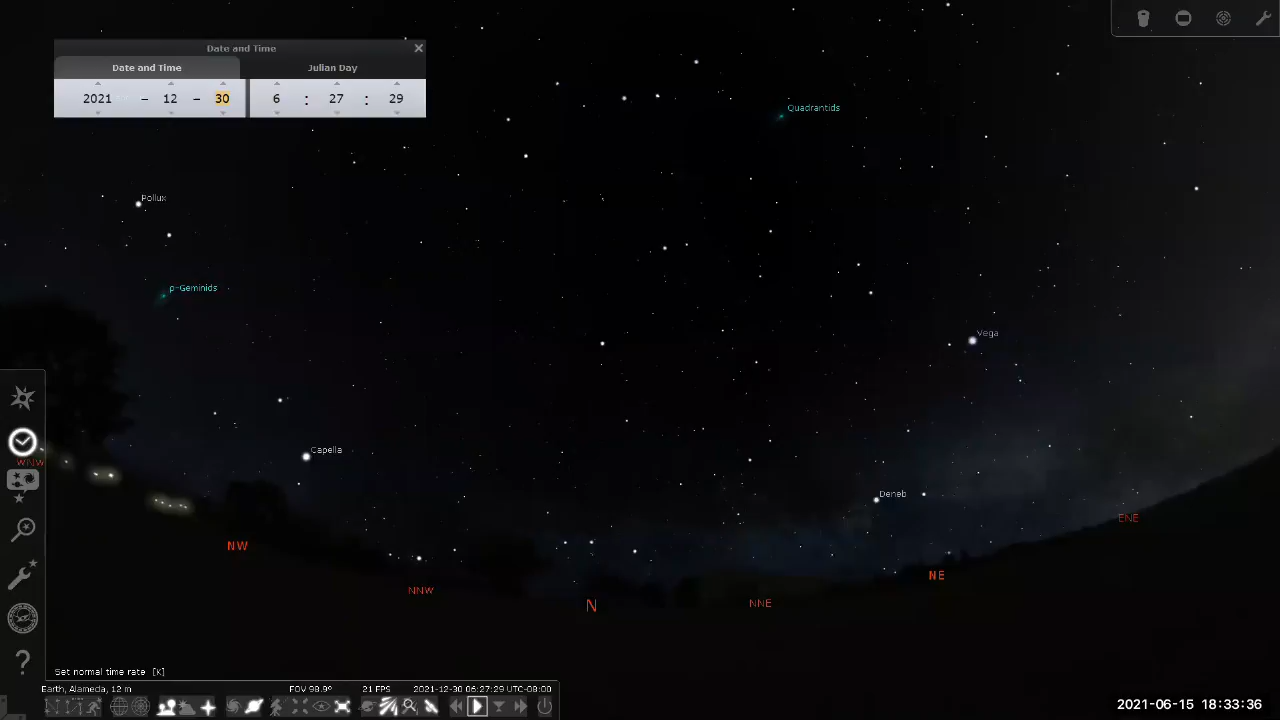 Date and Time
Date and Time
Julian Day
2021 - 12 - 30 6 : 27 : 29
Quadrantids
Pollux
p-Geminids
Vega
Capella
WNW
Deneb
ENE
NW
NE
NNW
N
NNE
?
Set normal time rate [K]
Earth, Alameda, 12 m FOV 98.9° 21 FPS 2021-12-30 06:27:29 UTC-08:00
2021-06-15 18:33:36